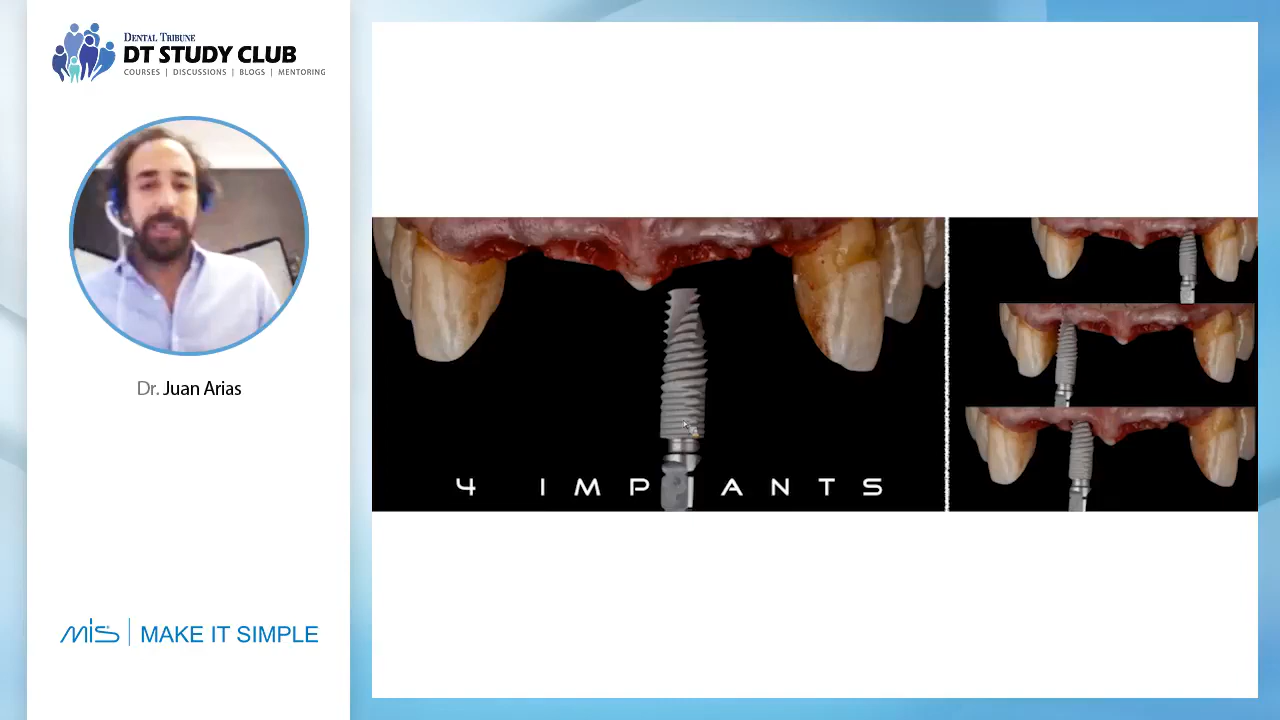 DENTAL TRIBUNE
DT STUDY CLUB
COURSES | DISCUSSIONS | BLOGS | MENTORING
Dr. Juan Arias
4 IMPLANTS
mis® | MAKE IT SIMPLE